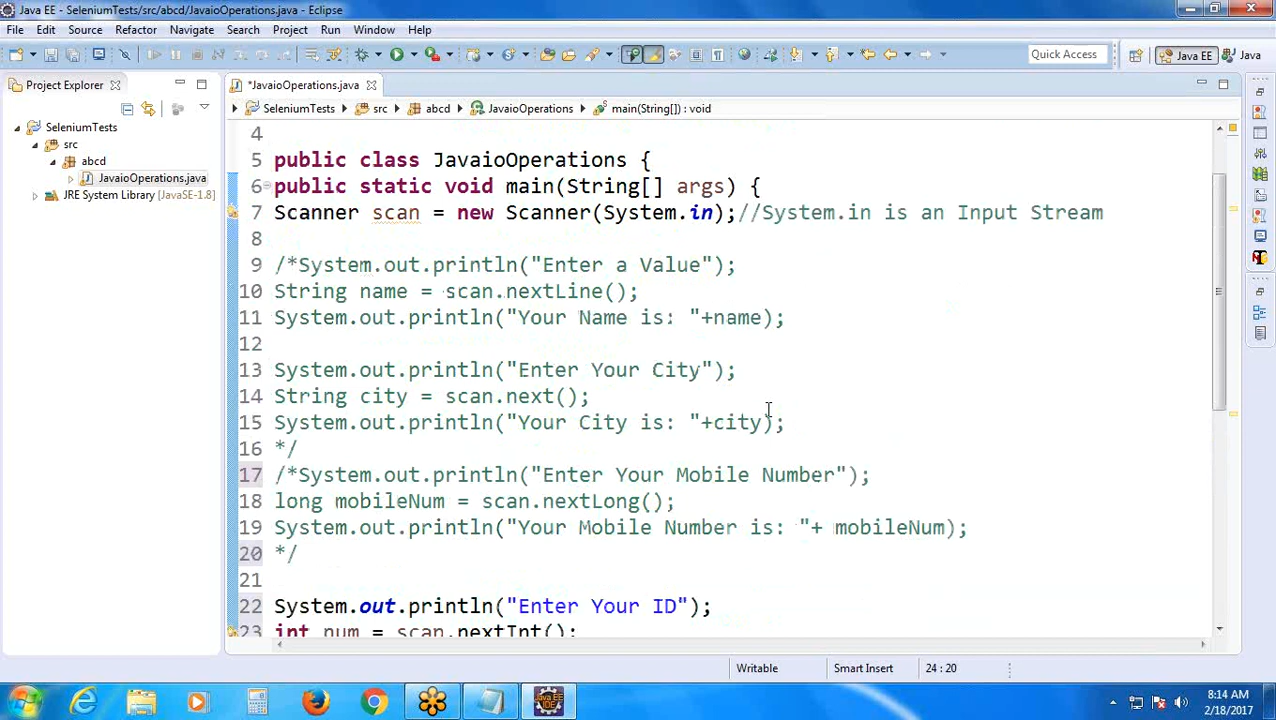 Java EE - SeleniumTests/src/abcd/JavaioOperations.java - Eclipse
File Edit Source Refactor Navigate Search Project Run Window Help
Quick Access
Java EE
Java
Project Explorer
*JavaioOperations.java
SeleniumTests
src
abcd
JavaioOperations
main(String[]) : void
SeleniumTests
src
abcd
JavaioOperations.java
JRE System Library [JavaSE-1.8]
4
5 public class JavaioOperations {
6 public static void main(String[] args) {
7 Scanner scan = new Scanner(System.in);//System.in is an Input Stream
8
9 /*System.out.println("Enter a Value");
10 String name = scan.nextLine();
11 System.out.println("Your Name is: "+name);
12
13 System.out.println("Enter Your City");
14 String city = scan.next();
15 System.out.println("Your City is: "+city);
16 */
17 /*System.out.println("Enter Your Mobile Number");
18 long mobileNum = scan.nextLong();
19 System.out.println("Your Mobile Number is: "+ mobileNum);
20 */
21
22 System.out.println("Enter Your ID");
23 int num = scan.nextInt();
Writable
Smart Insert
24 : 20
8:14 AM
2/18/2017